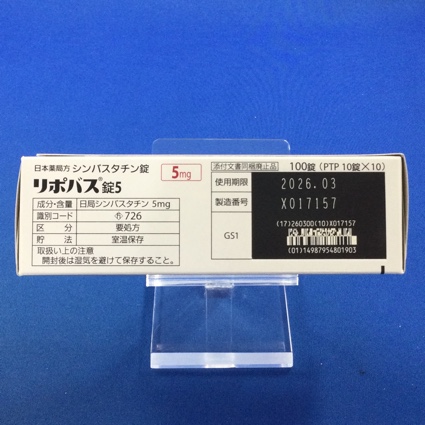 日本薬局方 シンバスタチン錠
リポバス®錠5
5mg
成分・含量 日局シンバスタチン 5mg
識別コード 726
区分 要処方
貯法 室温保存
取扱い上の注意
開封後は湿気を避けて保存すること。
添付文書同梱廃止品
100錠（PTP 10錠×10）
使用期限 2026.03
製造番号 X017157
GS1
(17)260300(10)X017157
(01)14987954801903